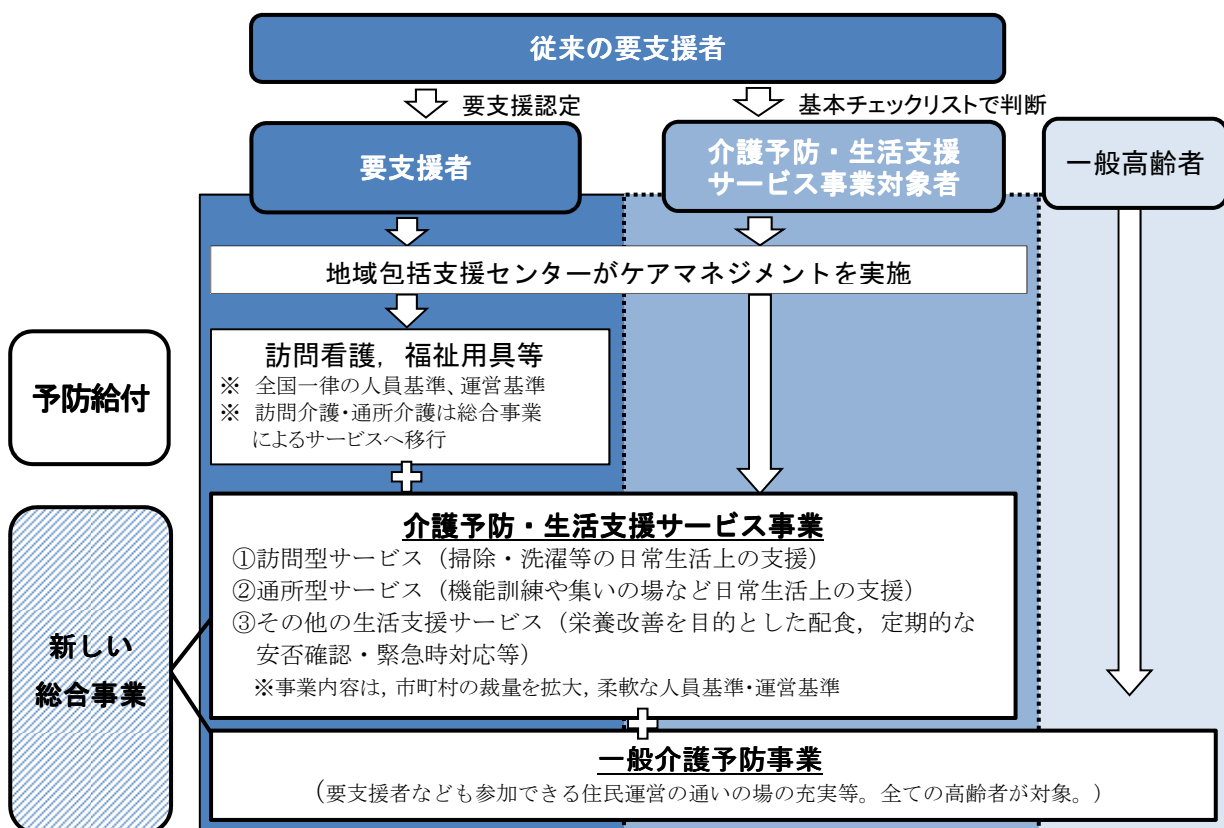 従来の要支援者
要支援認定
基本チェックリストで判断
要支援者
介護予防・生活支援
サービス事業対象者
一般高齢者
地域包括支援センターがケアマネジメントを実施
予防給付
訪問看護，福祉用具等
※ 全国一律の人員基準、運営基準
※ 訪問介護・通所介護は総合事業
によるサービスへ移行
新しい
総合事業
介護予防・生活支援サービス事業
①訪問型サービス（掃除・洗濯等の日常生活上の支援）
②通所型サービス（機能訓練や集いの場など日常生活上の支援）
③その他の生活支援サービス（栄養改善を目的とした配食，定期的な
安否確認・緊急時対応等）
※事業内容は，市町村の裁量を拡大，柔軟な人員基準・運営基準
一般介護予防事業
（要支援者なども参加できる住民運営の通いの場の充実等。全ての高齢者が対象。）